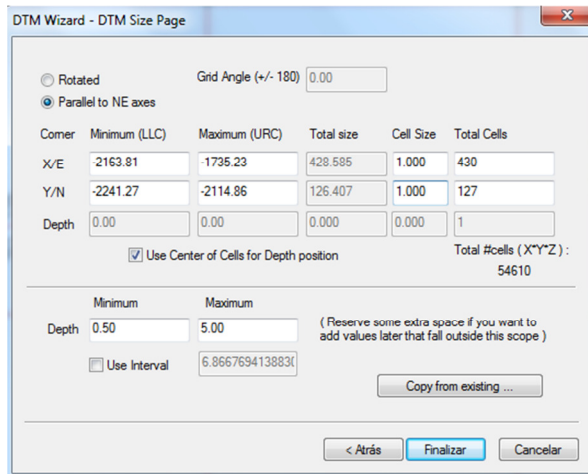 DTM Wizard - DTM Size Page
Rotated Grid Angle (+/- 180) 0.00
Parallel to NE axes
Corner Minimum (LLC) Maximum (URC) Total size Cell Size Total Cells
X/E -2163.81 -1735.23 428.585 1.000 430
Y/N -2241.27 -2114.86 126.407 1.000 127
Depth 0.00 0.00 0.000 0.000 1
Use Center of Cells for Depth position Total #cells ( X*Y*Z ) :
54610
Minimum Maximum
Depth 0.50 5.00 ( Reserve some extra space if you want to
add values later that fall outside this scope )
Use Interval
Copy from existing ...
< Atrás Finalizar Cancelar